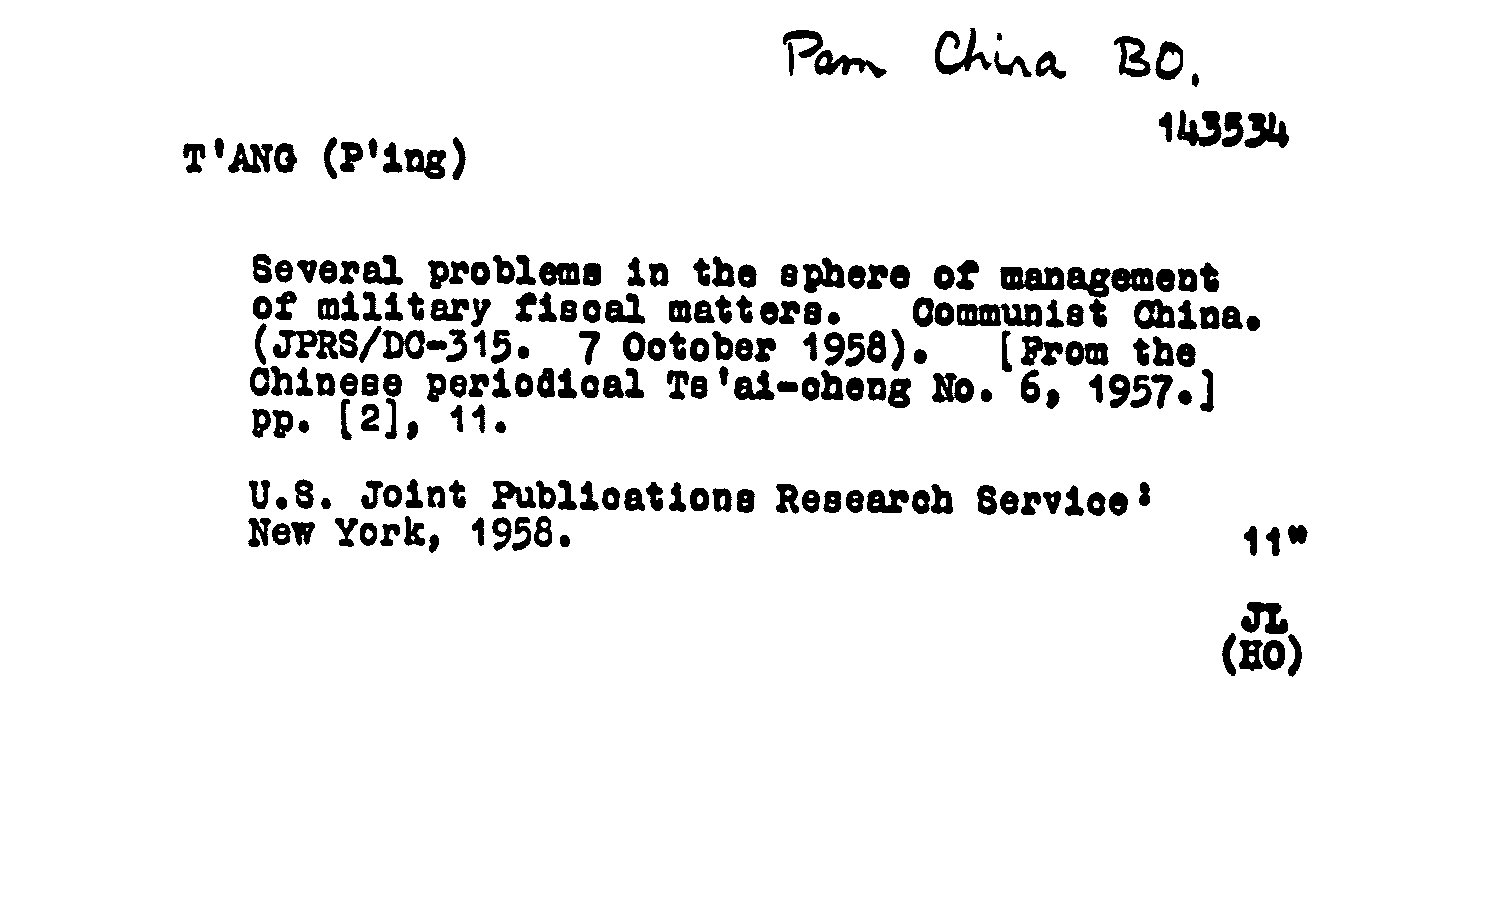 Pam China BO.
143534
T'ANG (P'ing)
Several problems in the sphere of management
of military fiscal matters. Communist China.
(JPRS/DC-315. 7 October 1958). [From the
Chinese periodical Ts'ai-cheng No. 6, 1957.]
pp. [2], 11.
U.S. Joint Publications Research Service:
New York, 1958.
11"
JL
(HO)